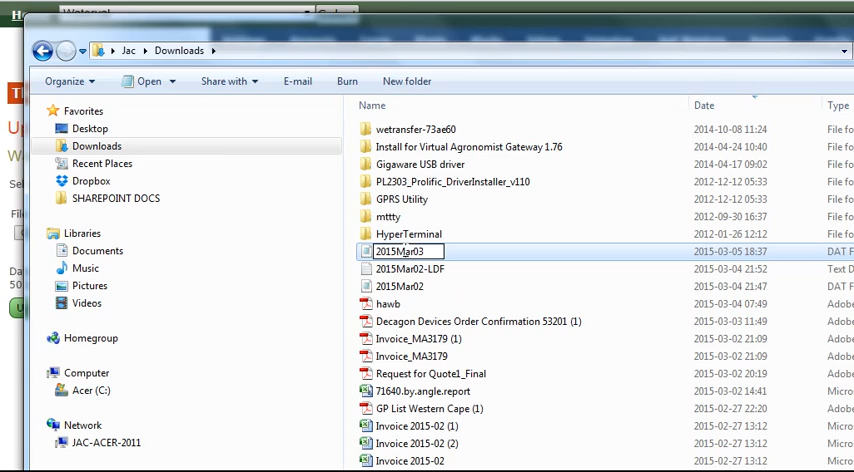 Jac Downloads
Organize Open Share with E-mail Burn New folder
Favorites
Desktop
Downloads
Recent Places
Dropbox
SHAREPOINT DOCS
Libraries
Documents
Music
Pictures
Videos
Homegroup
Computer
Acer (C:)
Network
JAC-ACER-2011
Name Date Type
wetransfer-73ae60 2014-10-08 11:24 File fo
Install for Virtual Agronomist Gateway 1.76 2014-04-24 10:40 File fo
Gigaware USB driver 2014-04-17 09:02 File fo
PL2303_Prolific_DriverInstaller_v110 2012-12-12 05:33 File fo
GPRS Utility 2012-12-12 05:33 File fo
mttty 2012-09-30 16:37 File fo
HyperTerminal 2012-01-26 12:12 File fo
2015Mar03 2015-03-05 18:37 DAT F
2015Mar02-LDF 2015-03-04 21:52 Text D
2015Mar02 2015-03-04 21:47 DAT F
hawb 2015-03-04 07:49 Adobe
Decagon Devices Order Confirmation 53201 (1) 2015-03-03 11:49 Adobe
Invoice_MA3179 (1) 2015-03-02 21:09 Adobe
Invoice_MA3179 2015-03-02 21:09 Adobe
Request for Quote1_Final 2015-03-02 20:19 Adobe
71640.by.angle.report 2015-03-02 14:41 Micros
GP List Western Cape (1) 2015-02-27 22:20 Adobe
Invoice 2015-02 (1) 2015-02-27 13:12 Micros
Invoice 2015-02 (2) 2015-02-27 13:12 Micros
Invoice 2015-02 2015-02-27 13:12 Micros